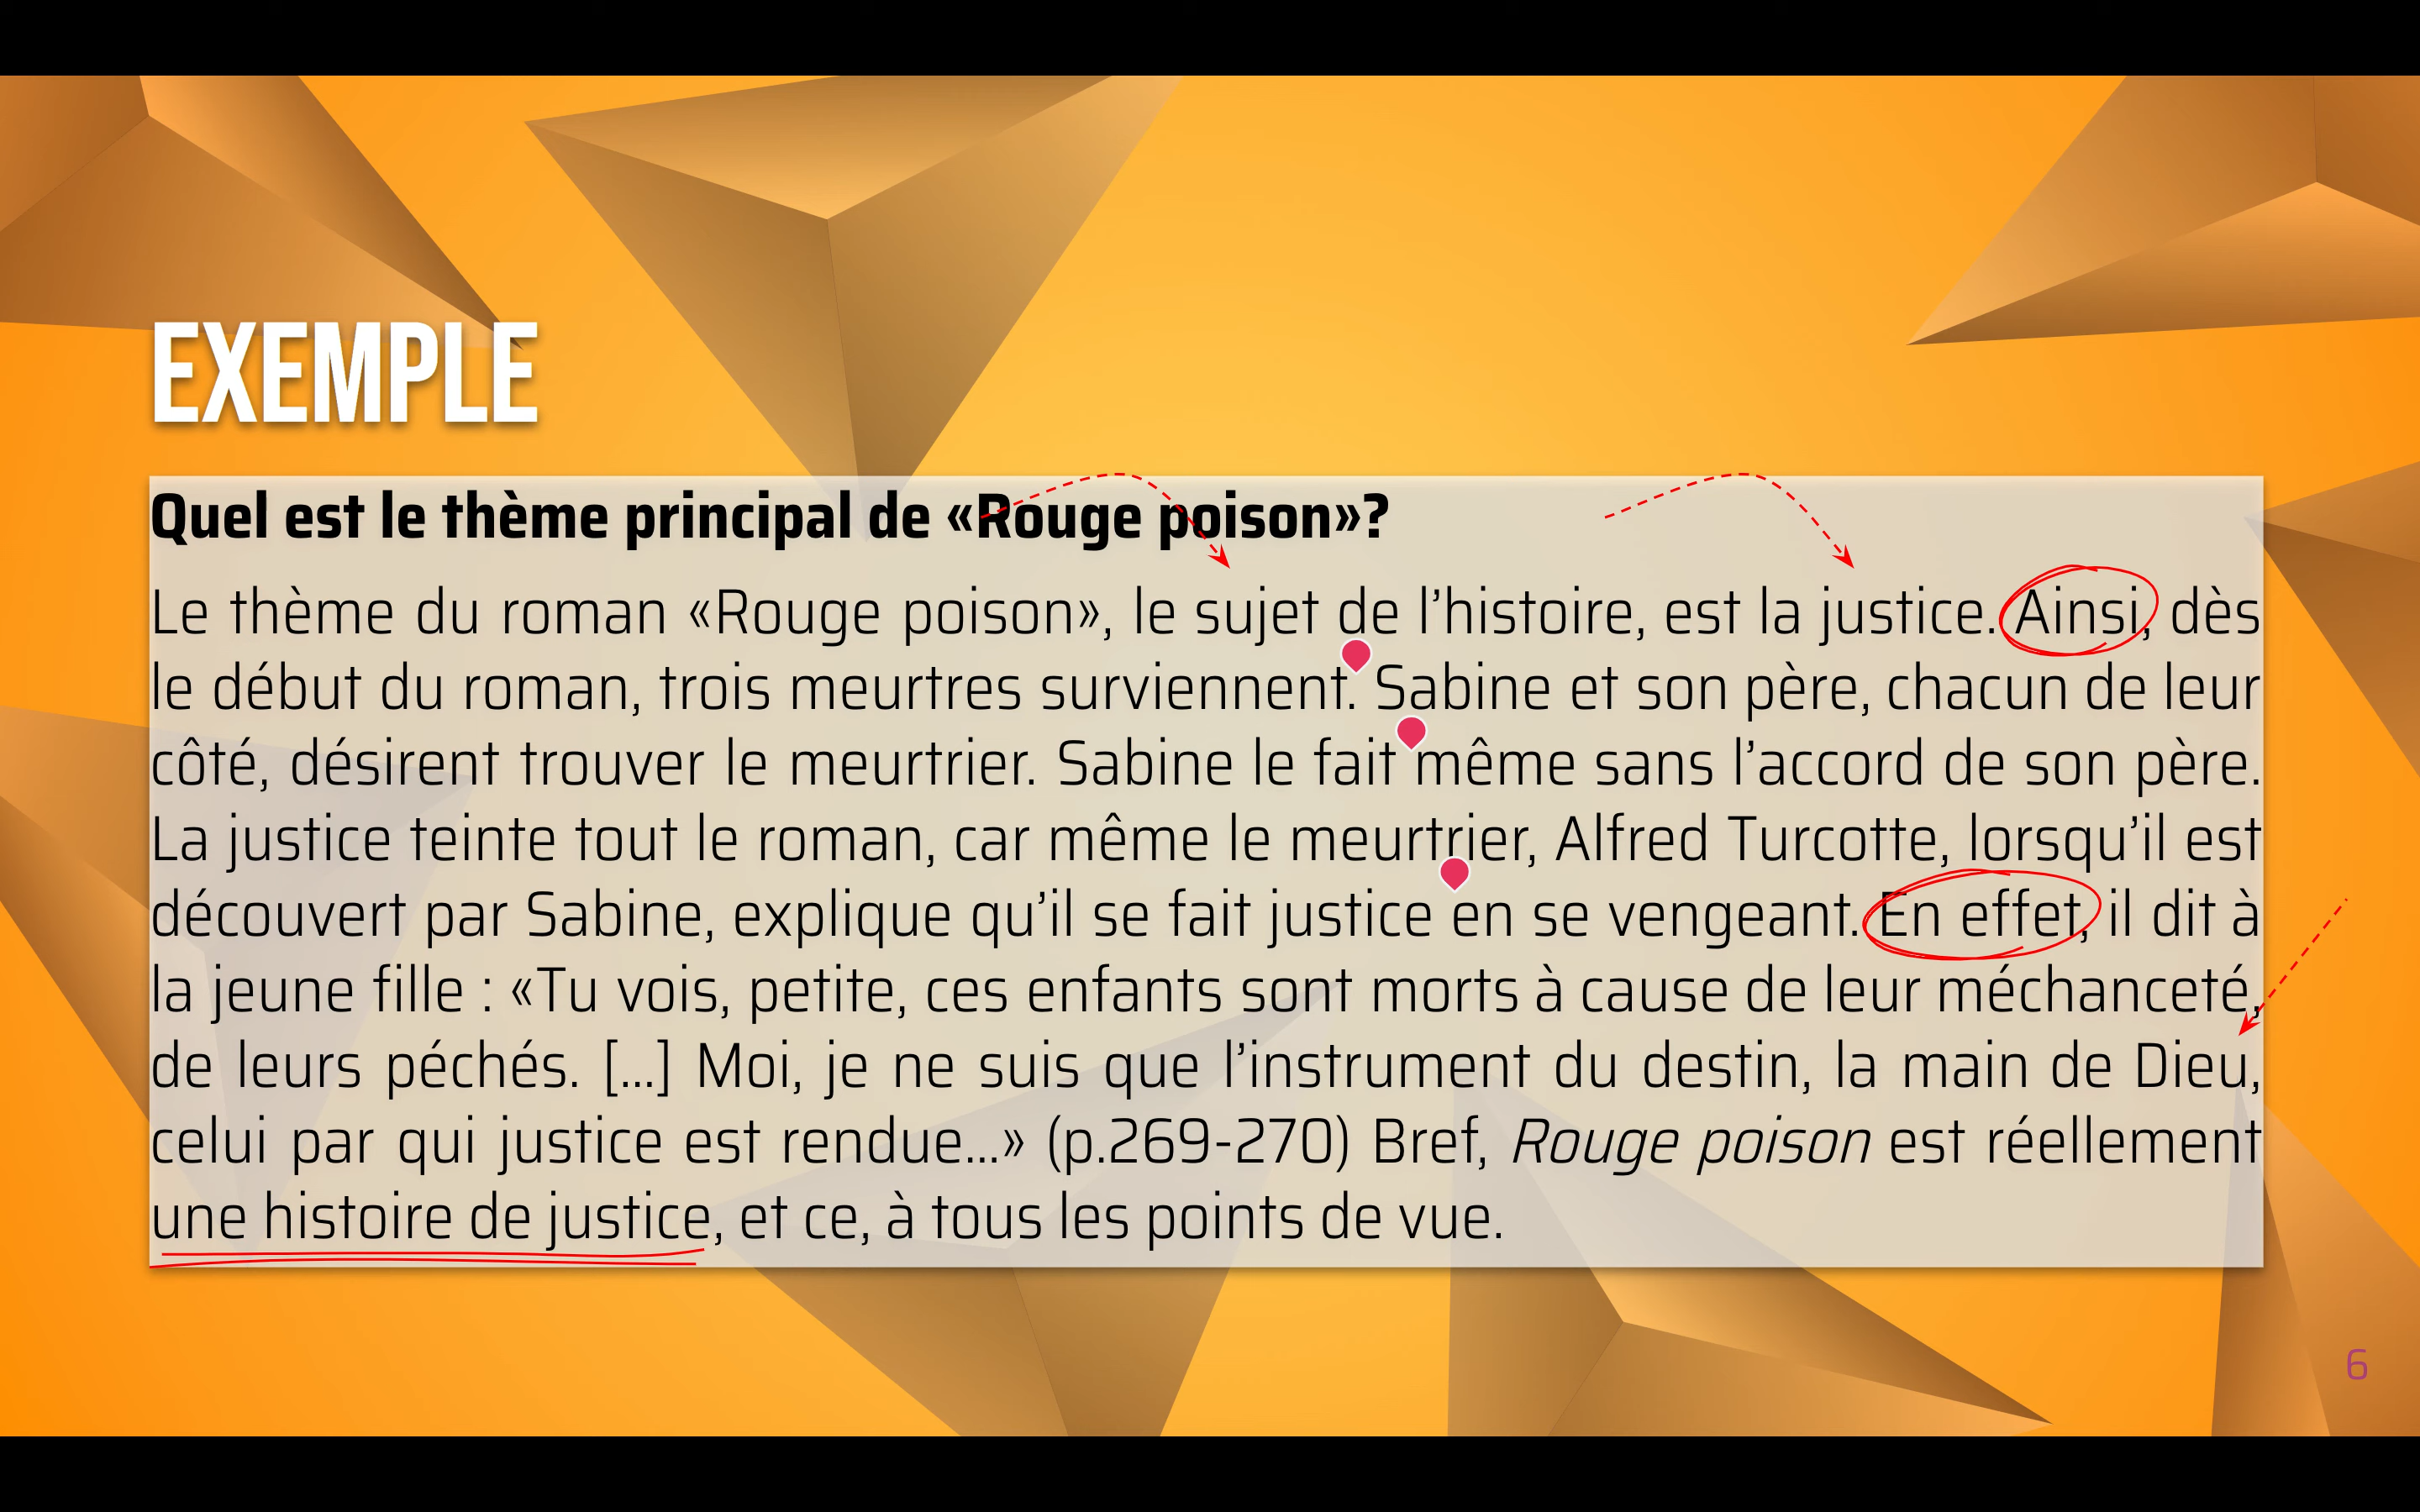 EXEMPLE
Quel est le thème principal de «Rouge poison»?
Le thème du roman «Rouge poison», le sujet de l’histoire, est la justice. Ainsi, dès
le début du roman, trois meurtres surviennent. Sabine et son père, chacun de leur
côté, désirent trouver le meurtrier. Sabine le fait même sans l’accord de son père.
La justice teinte tout le roman, car même le meurtrier, Alfred Turcotte, lorsqu’il est
découvert par Sabine, explique qu’il se fait justice en se vengeant. En effet, il dit à
la jeune fille : «Tu vois, petite, ces enfants sont morts à cause de leur méchanceté,
de leurs péchés. [...] Moi, je ne suis que l’instrument du destin, la main de Dieu,
celui par qui justice est rendue...» (p.269-270) Bref, Rouge poison est réellement
une histoire de justice, et ce, à tous les points de vue.
6